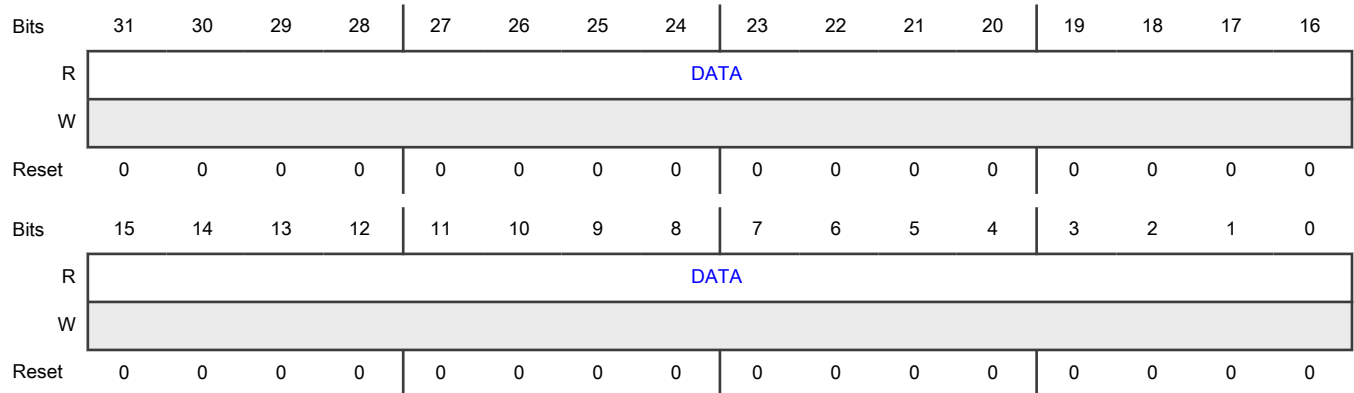 Bits 31 30 29 28 27 26 25 24 23 22 21 20 19 18 17 16
R DATA
W
Reset 0 0 0 0 0 0 0 0 0 0 0 0 0 0 0 0
Bits 15 14 13 12 11 10 9 8 7 6 5 4 3 2 1 0
R DATA
W
Reset 0 0 0 0 0 0 0 0 0 0 0 0 0 0 0 0